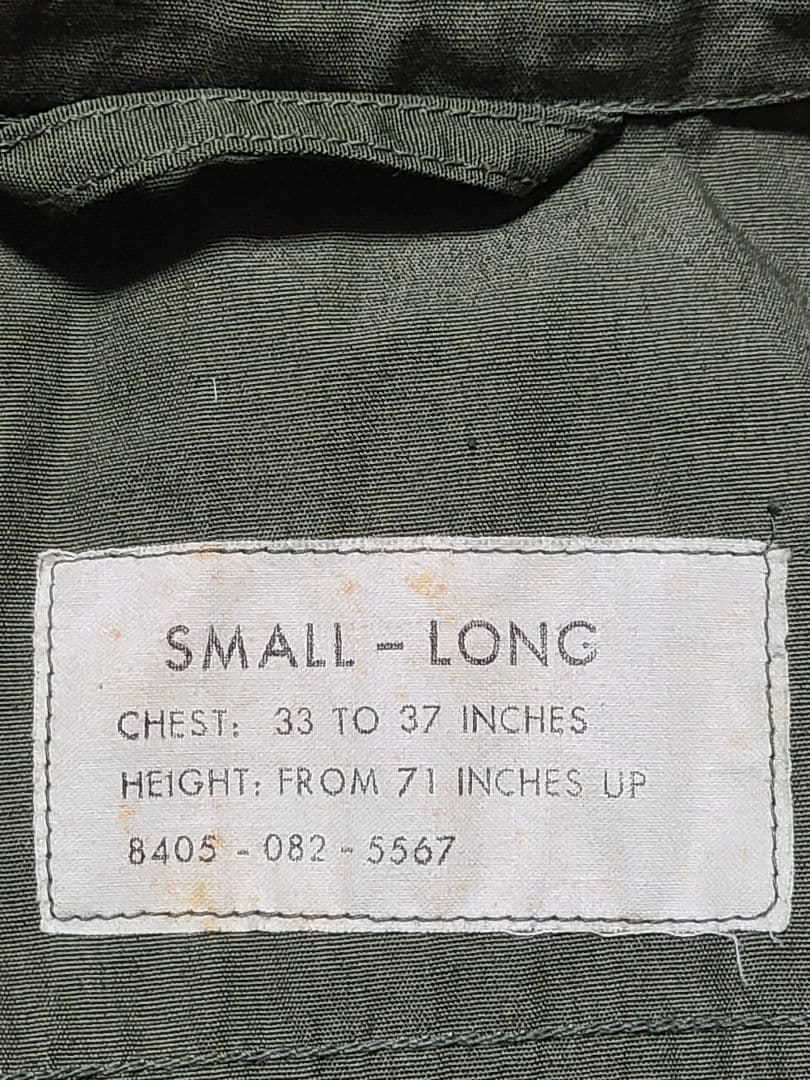 SMALL - LONG
CHEST: 33 TO 37 INCHES
HEIGHT: FROM 71 INCHES UP
8405 - 082 - 5567